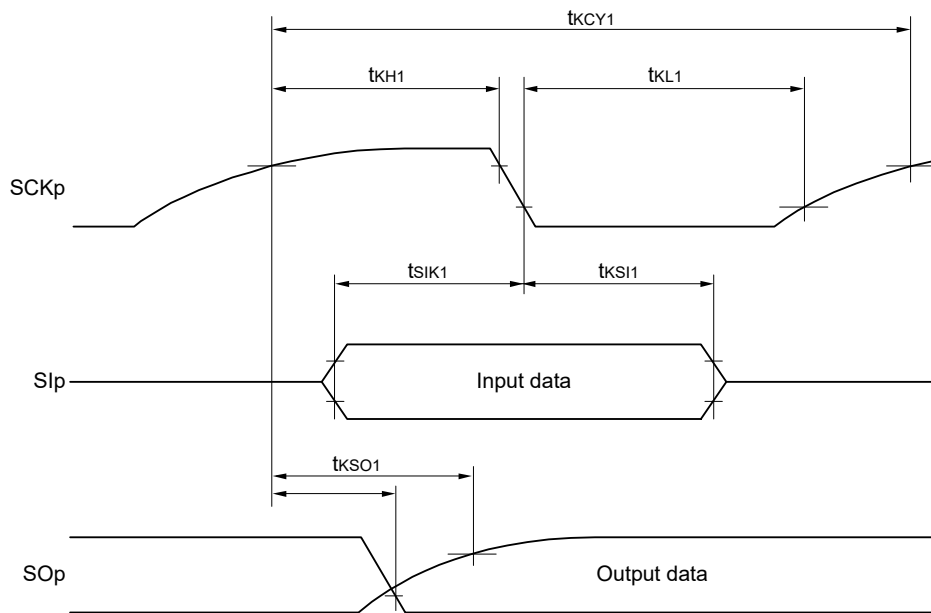 tKCY1
tKH1
tKL1
SCKp
tSIK1
tKSI1
SIp
Input data
tKSO1
SOp
Output data